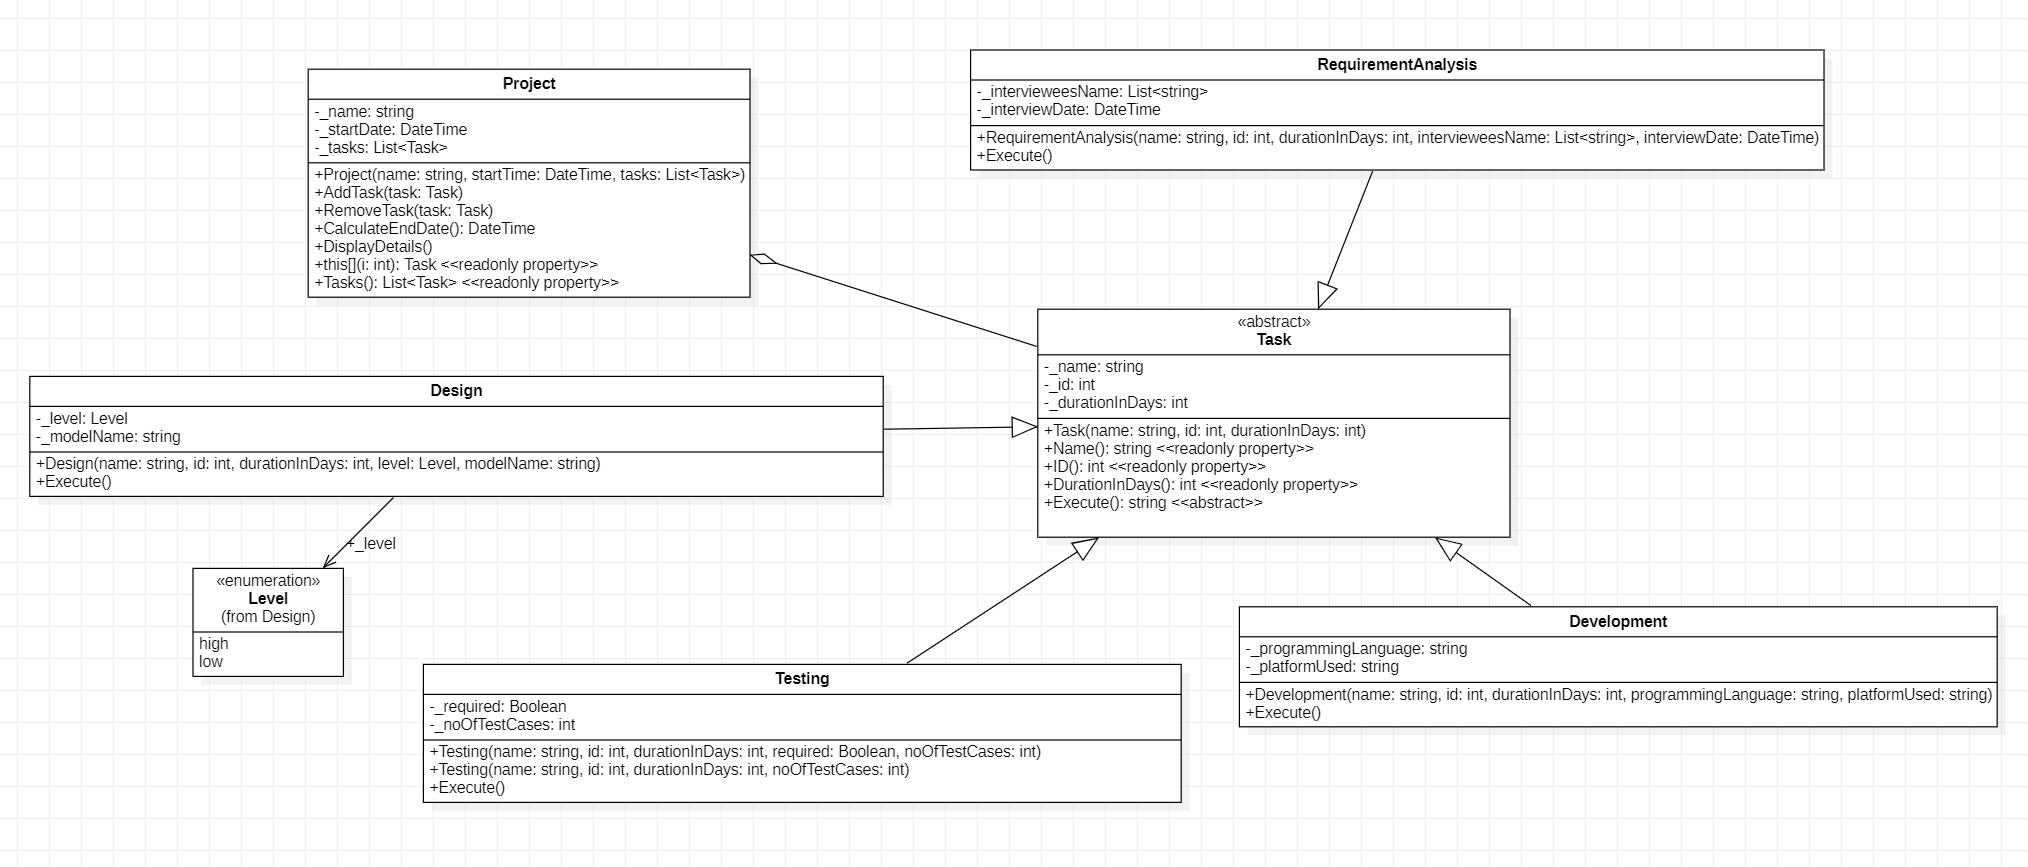 Project
-_name: string
-_startDate: DateTime
-_tasks: List<Task>
+Project(name: string, startTime: DateTime, tasks: List<Task>)
+AddTask(task: Task)
+RemoveTask(task: Task)
+CalculateEndDate(): DateTime
+DisplayDetails()
+this[](i: int): Task <<readonly property>>
+Tasks(): List<Task> <<readonly property>>
RequirementAnalysis
-_intervieweesName: List<string>
-_interviewDate: DateTime
+RequirementAnalysis(name: string, id: int, durationInDays: int, intervieweesName: List<string>, interviewDate: DateTime)
+Execute()
«abstract»
Task
-_name: string
-_id: int
-_durationInDays: int
+Task(name: string, id: int, durationInDays: int)
+Name(): string <<readonly property>>
+ID(): int <<readonly property>>
+DurationInDays(): int <<readonly property>>
+Execute(): string <<abstract>>
Design
-_level: Level
-_modelName: string
+Design(name: string, id: int, durationInDays: int, level: Level, modelName: string)
+Execute()
+_level
«enumeration»
Level
(from Design)
high
low
Testing
-_required: Boolean
-_noOfTestCases: int
+Testing(name: string, id: int, durationInDays: int, required: Boolean, noOfTestCases: int)
+Testing(name: string, id: int, durationInDays: int, noOfTestCases: int)
+Execute()
Development
-_programmingLanguage: string
-_platformUsed: string
+Development(name: string, id: int, durationInDays: int, programmingLanguage: string, platformUsed: string)
+Execute()